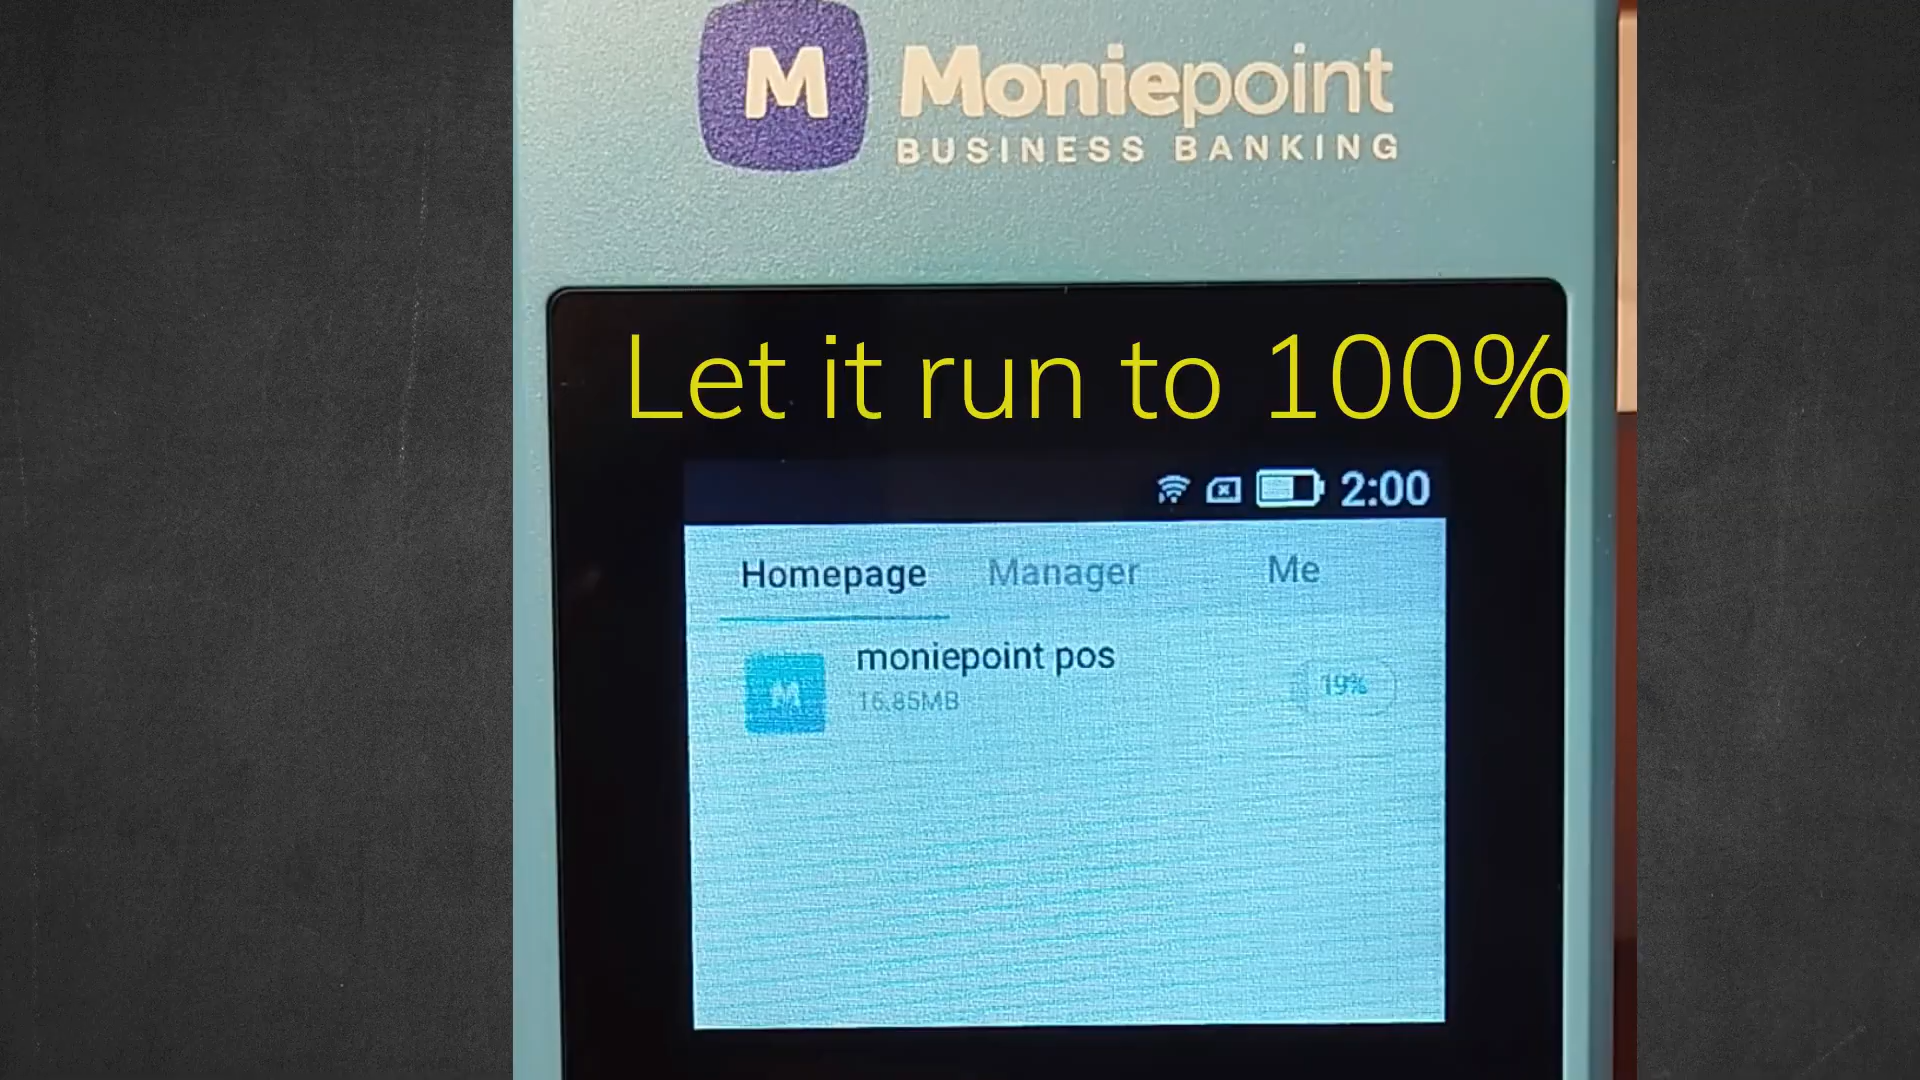 M Moniepoint
BUSINESS BANKING
Let it run to 100%
2:00
Homepage Manager Me
moniepoint pos
M
16.85MB
19%